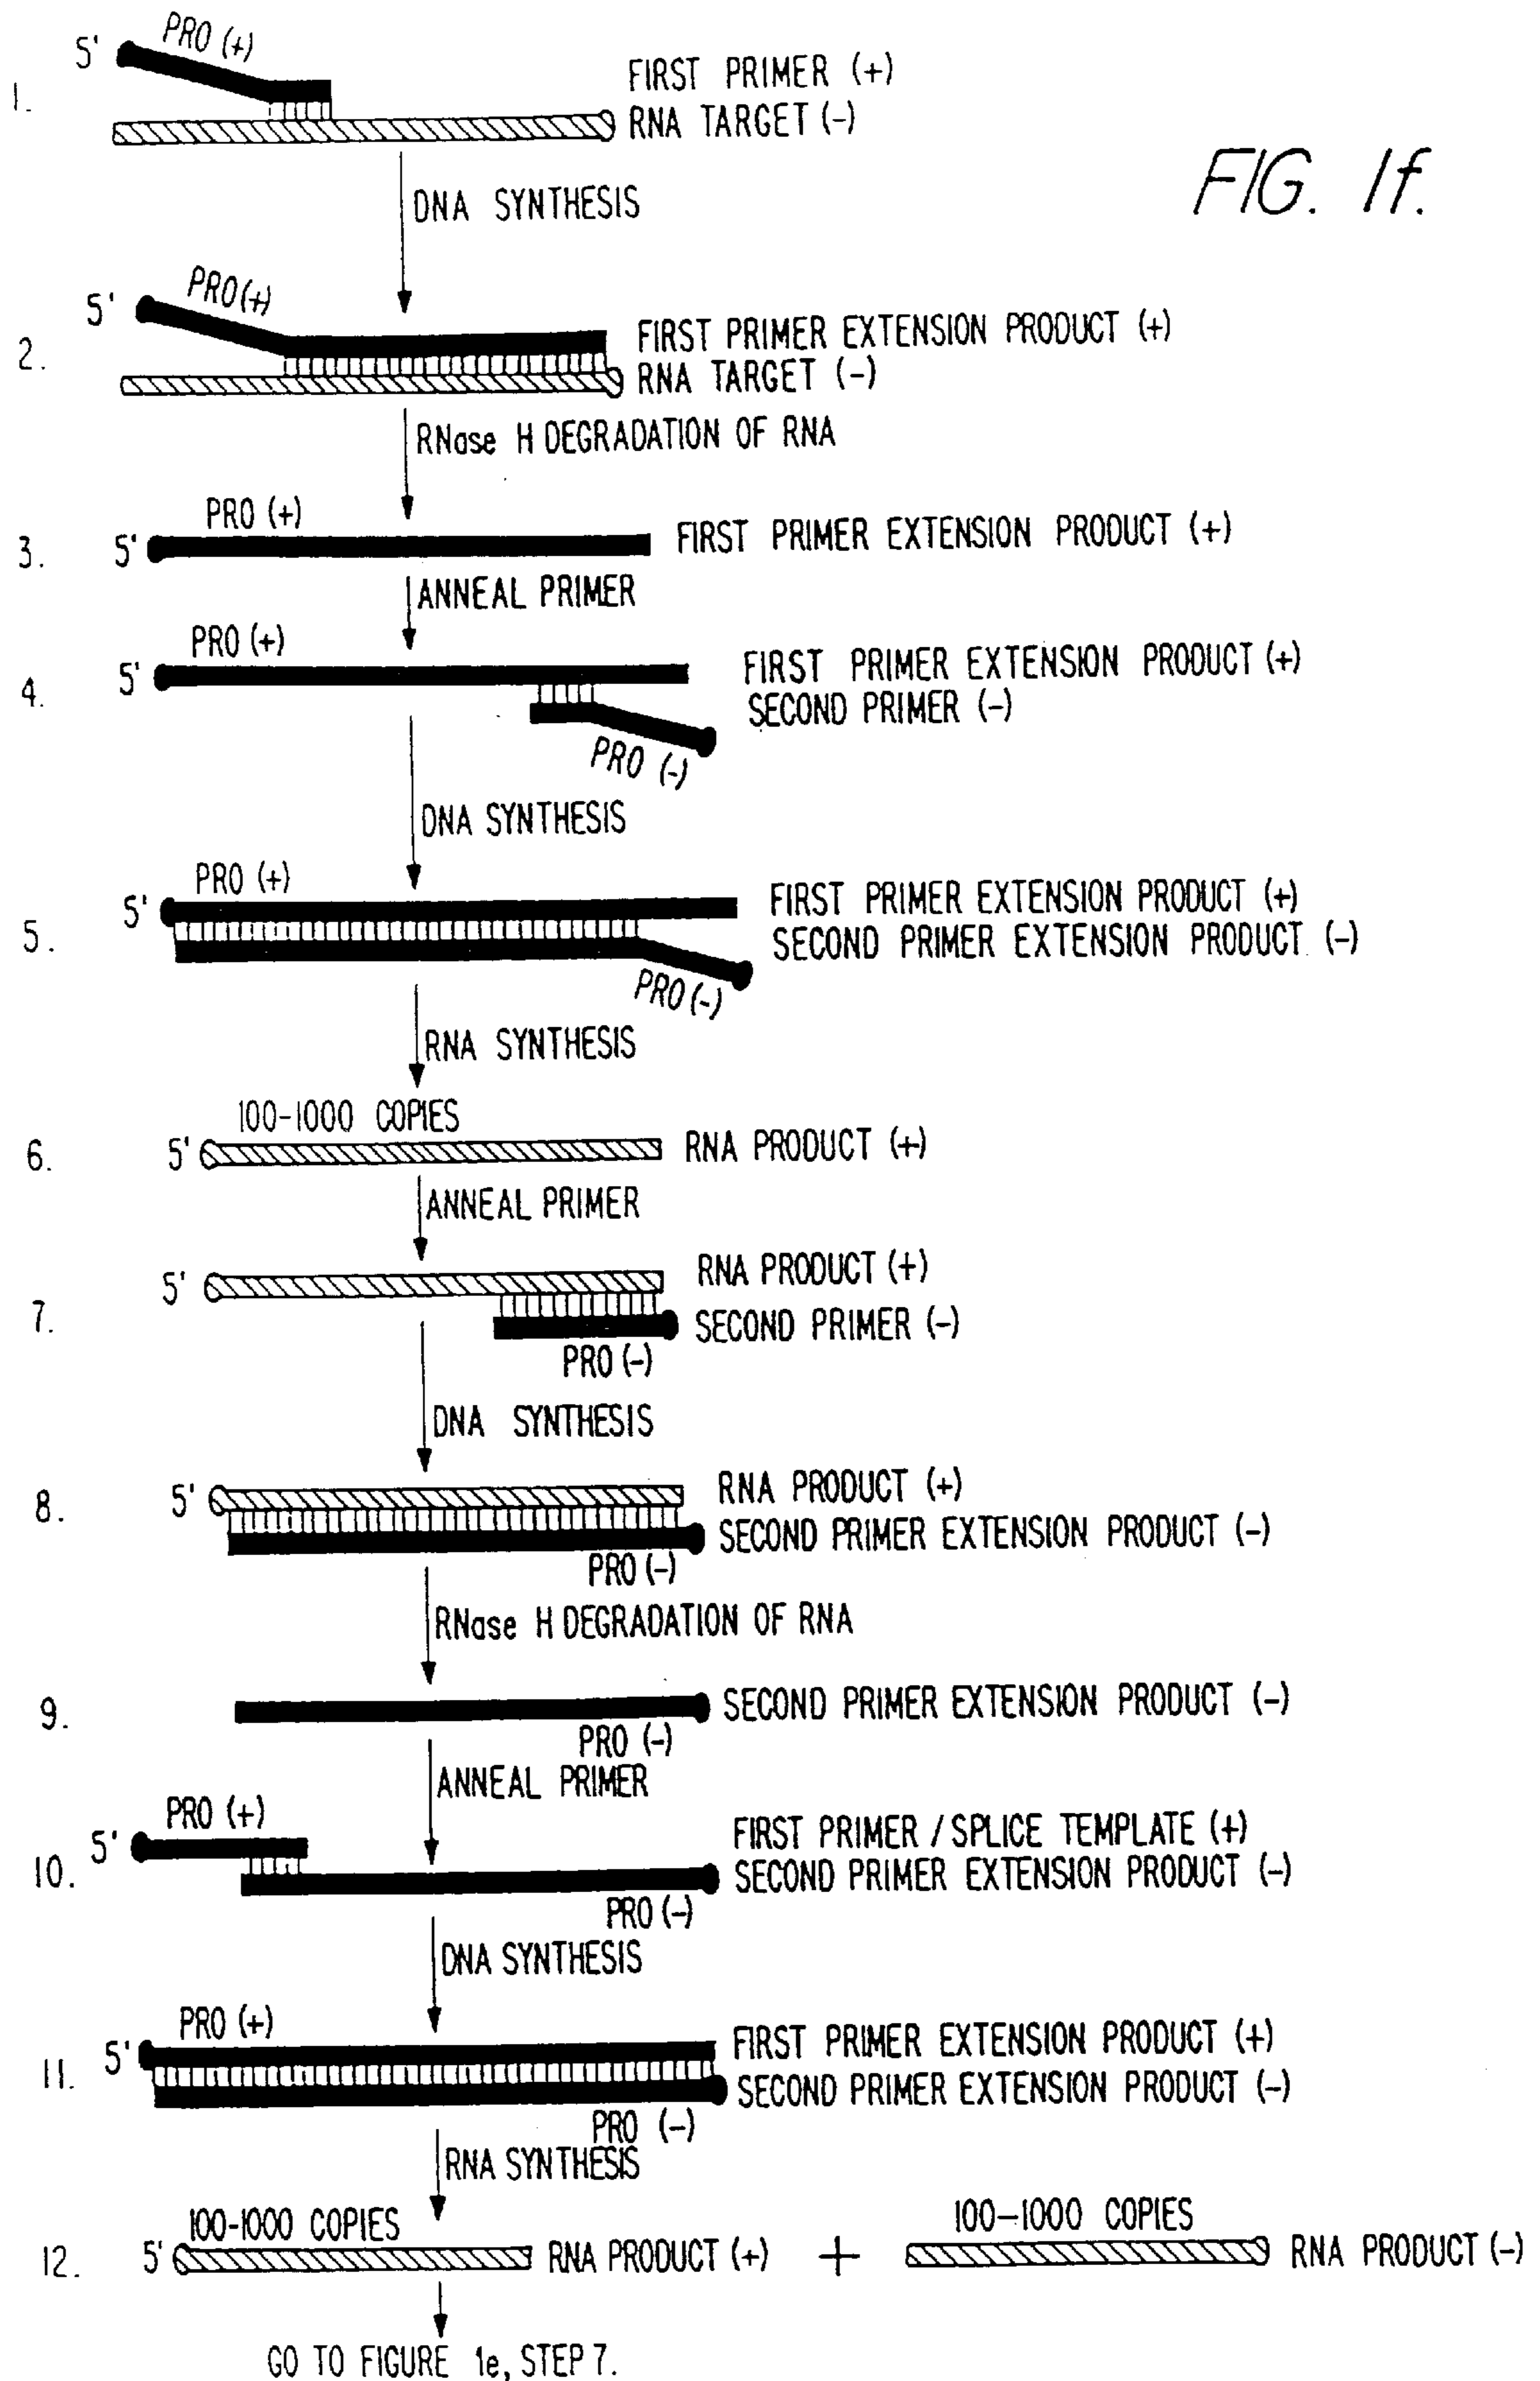 FIG. 1f.
1.
5'
PRO (+)
FIRST PRIMER (+)
RNA TARGET (-)
DNA SYNTHESIS
2.
5'
PRO (+)
FIRST PRIMER EXTENSION PRODUCT (+)
RNA TARGET (-)
RNase H DEGRADATION OF RNA
3.
5'
PRO (+)
FIRST PRIMER EXTENSION PRODUCT (+)
ANNEAL PRIMER
4.
5'
PRO (+)
FIRST PRIMER EXTENSION PRODUCT (+)
SECOND PRIMER (-)
PRO (-)
DNA SYNTHESIS
5.
5'
PRO (+)
FIRST PRIMER EXTENSION PRODUCT (+)
SECOND PRIMER EXTENSION PRODUCT (-)
PRO (-)
RNA SYNTHESIS
6.
100-1000 COPIES
5'
RNA PRODUCT (+)
ANNEAL PRIMER
7.
5'
RNA PRODUCT (+)
SECOND PRIMER (-)
PRO (-)
DNA SYNTHESIS
8.
5'
RNA PRODUCT (+)
SECOND PRIMER EXTENSION PRODUCT (-)
PRO (-)
RNase H DEGRADATION OF RNA
9.
SECOND PRIMER EXTENSION PRODUCT (-)
PRO (-)
ANNEAL PRIMER
10.
5'
PRO (+)
FIRST PRIMER / SPLICE TEMPLATE (+)
SECOND PRIMER EXTENSION PRODUCT (-)
PRO (-)
DNA SYNTHESIS
11.
5'
PRO (+)
FIRST PRIMER EXTENSION PRODUCT (+)
SECOND PRIMER EXTENSION PRODUCT (-)
PRO (-)
RNA SYNTHESIS
12.
100-1000 COPIES
5'
RNA PRODUCT (+)
+
100-1000 COPIES
RNA PRODUCT (-)
GO TO FIGURE 1e, STEP 7.